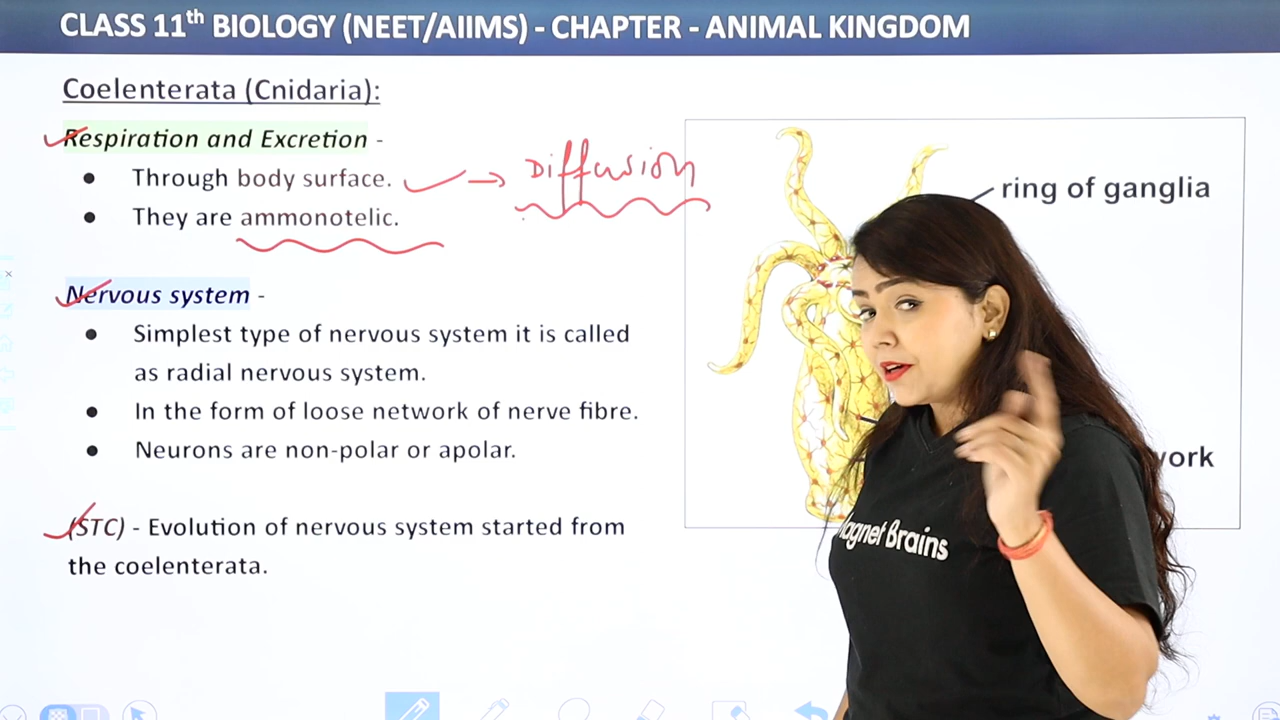 CLASS 11th BIOLOGY (NEET/AIIMS) - CHAPTER - ANIMAL KINGDOM
Coelenterata (Cnidaria):
Respiration and Excretion -
● Through body surface. → Diffusion
● They are ammonotelic.
ring of ganglia
Nervous system -
● Simplest type of nervous system it is called
as radial nervous system.
● In the form of loose network of nerve fibre.
● Neurons are non-polar or apolar.
(STC) - Evolution of nervous system started from
the coelenterata.
Brains